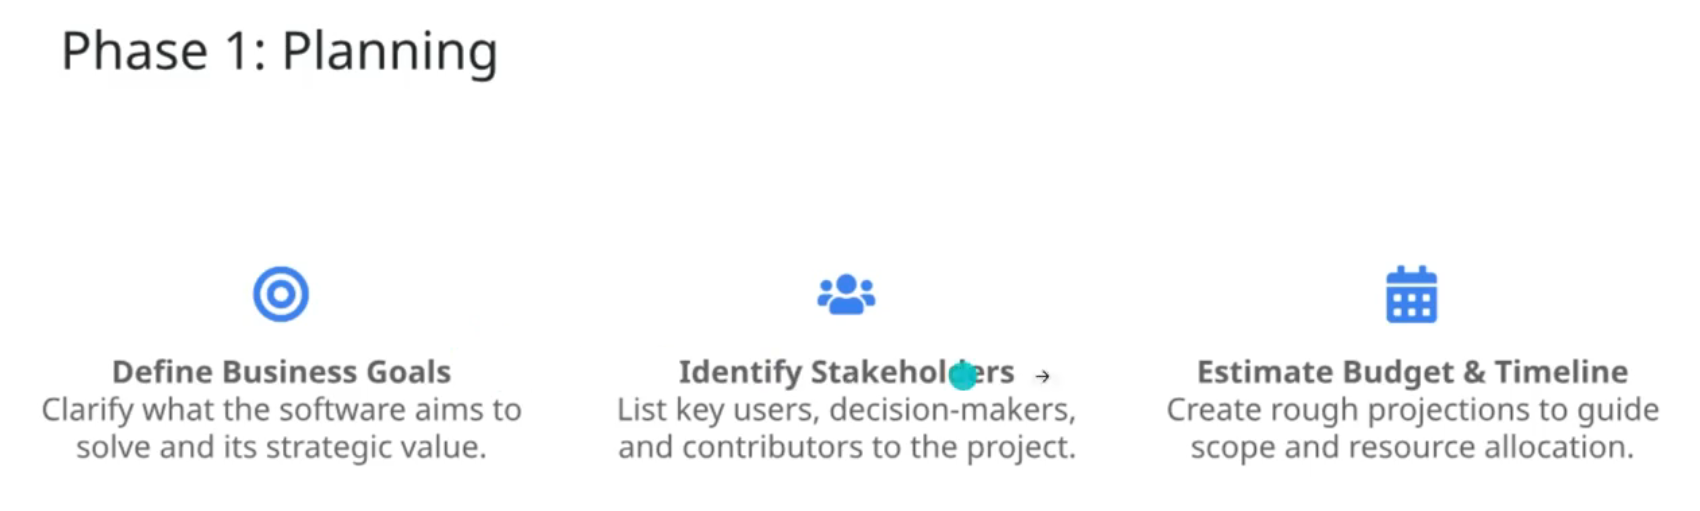 Phase 1: Planning
Define Business Goals
Clarify what the software aims to
solve and its strategic value.
Identify Stakeholders →
List key users, decision-makers,
and contributors to the project.
Estimate Budget & Timeline
Create rough projections to guide
scope and resource allocation.